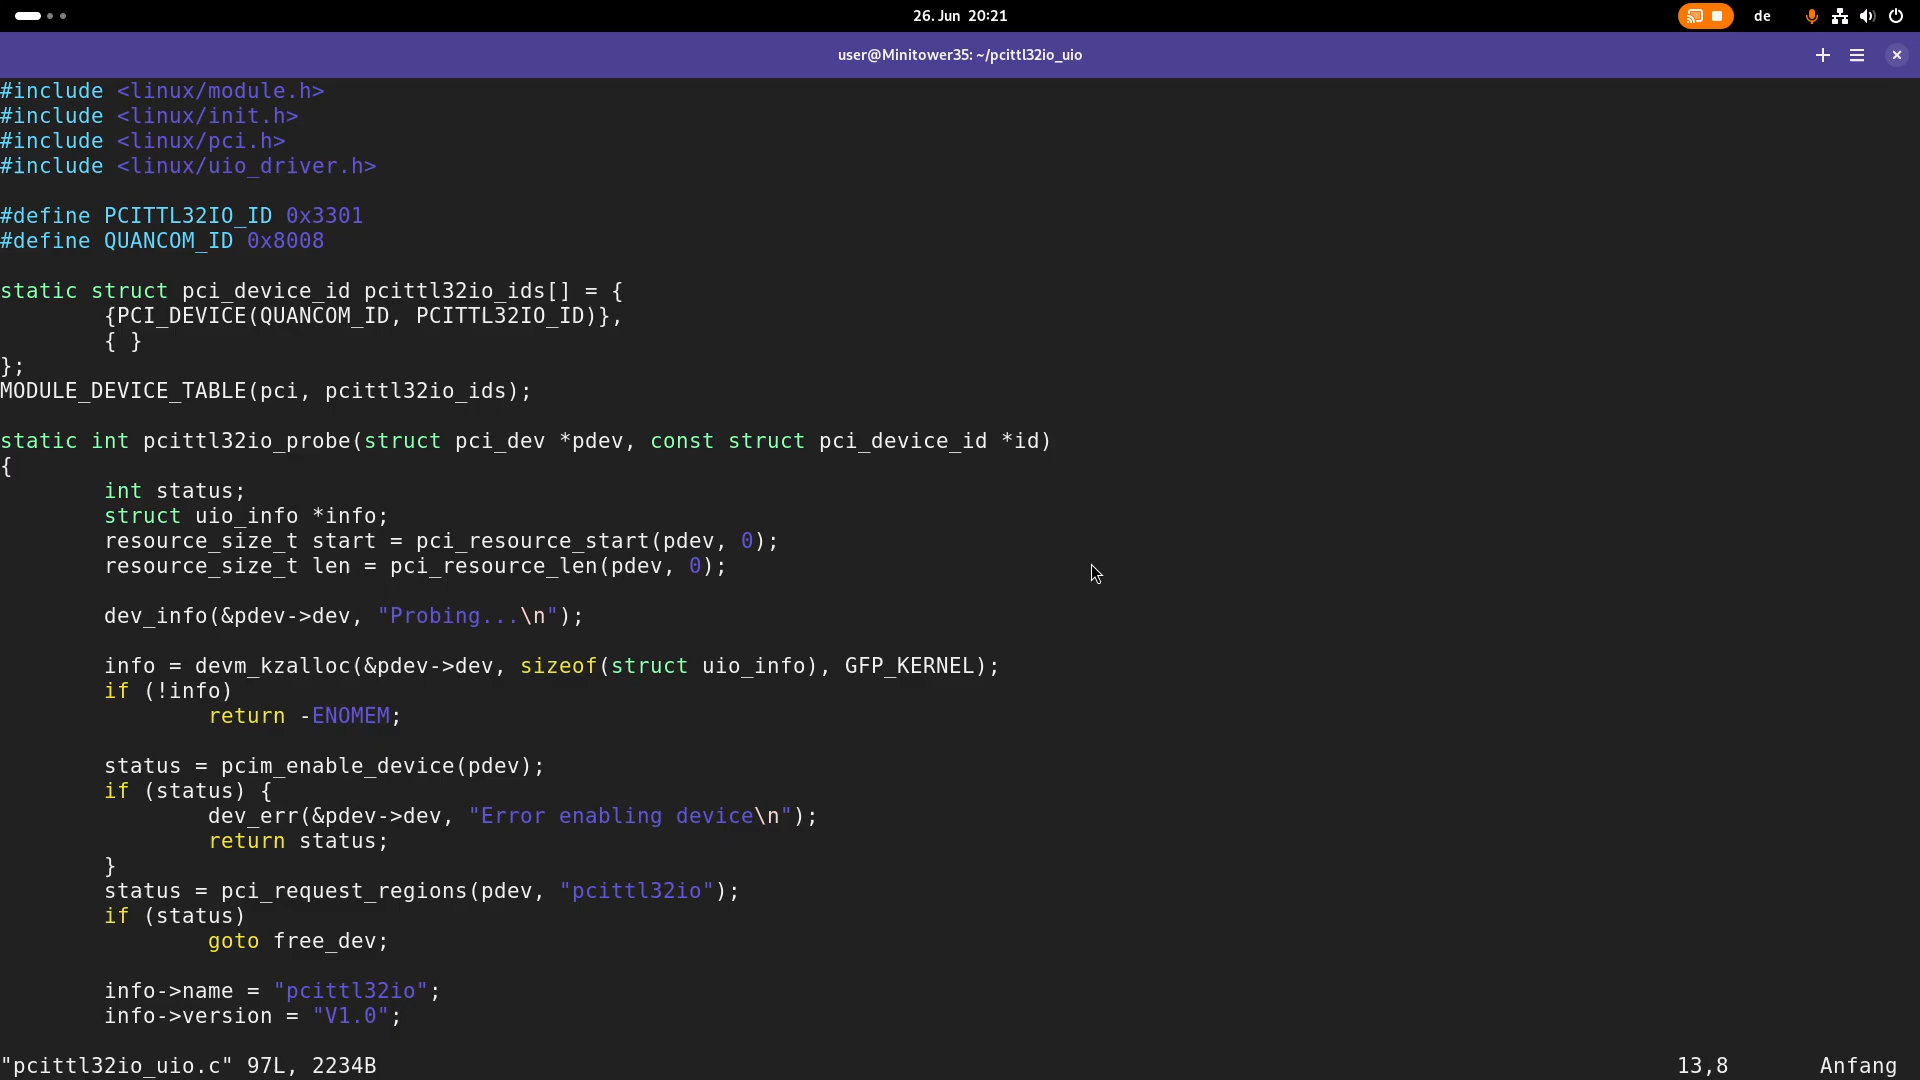 26. Jun 20:21
de
user@Minitower35: ~/pcittl32io_uio
#include <linux/module.h>
#include <linux/init.h>
#include <linux/pci.h>
#include <linux/uio_driver.h>
#define PCITTL32IO_ID 0x3301
#define QUANCOM_ID 0x8008
static struct pci_device_id pcittl32io_ids[] = {
        {PCI_DEVICE(QUANCOM_ID, PCITTL32IO_ID)},
        { }
};
MODULE_DEVICE_TABLE(pci, pcittl32io_ids);
static int pcittl32io_probe(struct pci_dev *pdev, const struct pci_device_id *id)
{
        int status;
        struct uio_info *info;
        resource_size_t start = pci_resource_start(pdev, 0);
        resource_size_t len = pci_resource_len(pdev, 0);
        dev_info(&pdev->dev, "Probing...\n");
        info = devm_kzalloc(&pdev->dev, sizeof(struct uio_info), GFP_KERNEL);
        if (!info)
                return -ENOMEM;
        status = pcim_enable_device(pdev);
        if (status) {
                dev_err(&pdev->dev, "Error enabling device\n");
                return status;
        }
        status = pci_request_regions(pdev, "pcittl32io");
        if (status)
                goto free_dev;
        info->name = "pcittl32io";
        info->version = "V1.0";
"pcittl32io_uio.c" 97L, 2234B 13,8 Anfang